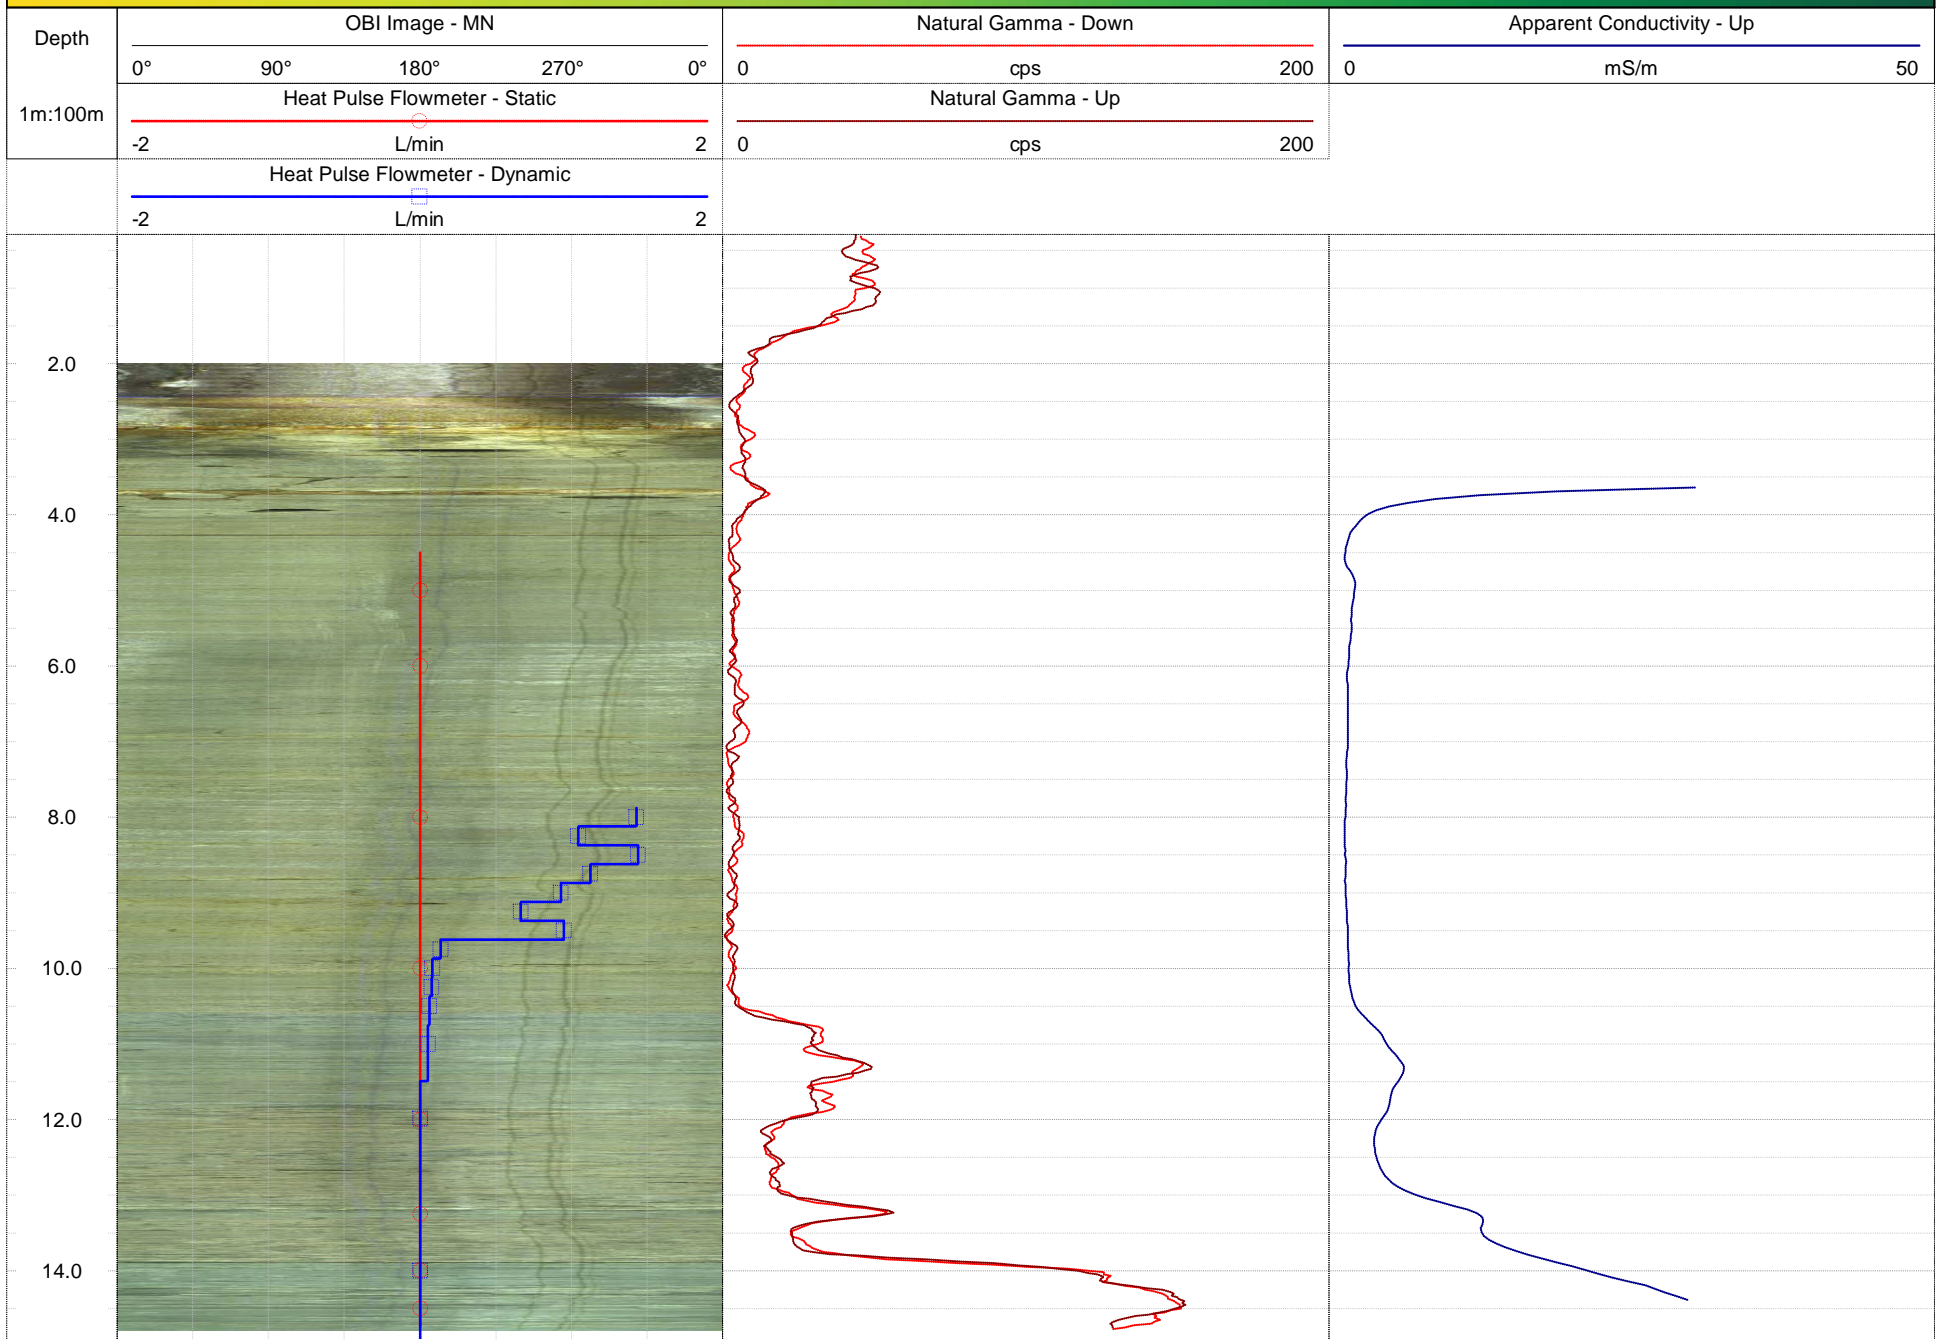 Depth
1m:100m
OBI Image - MN
0° 90° 180° 270° 0°
Heat Pulse Flowmeter - Static
-2 L/min 2
Heat Pulse Flowmeter - Dynamic
-2 L/min 2
Natural Gamma - Down
0 cps 200
Natural Gamma - Up
0 cps 200
Apparent Conductivity - Up
0 mS/m 50
2.0
4.0
6.0
8.0
10.0
12.0
14.0